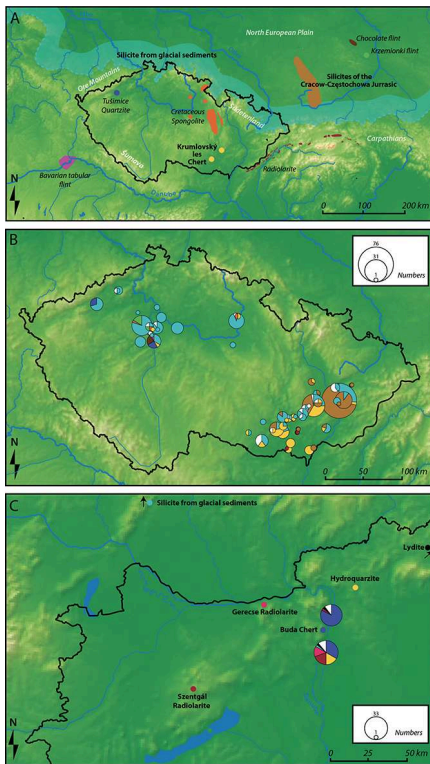 A
North European Plain
Chocolate flint
Krzemionki flint
Silicite from glacial sediments
Ore Mountains
Silicites of the
Cracow-Częstochowa Jurrasic
Tušimice
Quartzite
Cretaceous
Spongolite
Sudetenland
Šumava
Krumlovský
les
Chert
Carpathians
Radiolarite
Bavarian tabular
flint
Danube
N
0 100 200 km
B
76
33
1
Numbers
N
0 50 100 km
C
Silicite from glacial sediments
Lydite
Hydroquarzite
Gerecse Radiolarite
Buda Chert
Szentgál
Radiolarite
33
1
Numbers
N
0 25 50 km